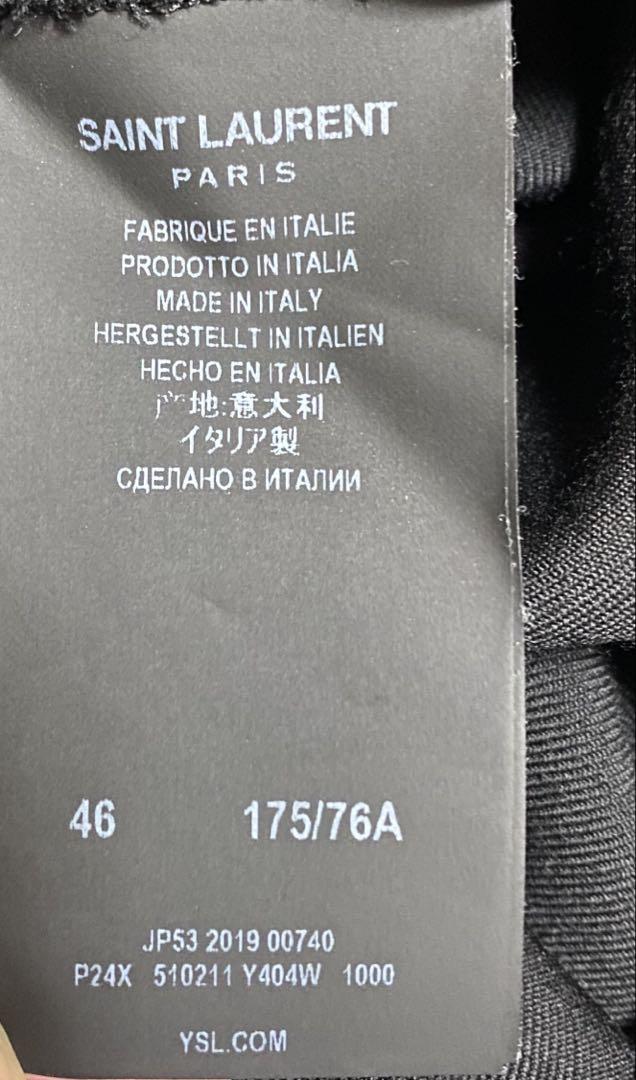 SAINT LAURENT
PARIS
FABRIQUE EN ITALIE
PRODOTTO IN ITALIA
MADE IN ITALY
HERGESTELLT IN ITALIEN
HECHO EN ITALIA
产地:意大利
イタリア製
СДЕЛАНО В ИТАЛИИ
46 175/76A
JP53 2019 00740
P24X 510211 Y404W 1000
YSL.COM